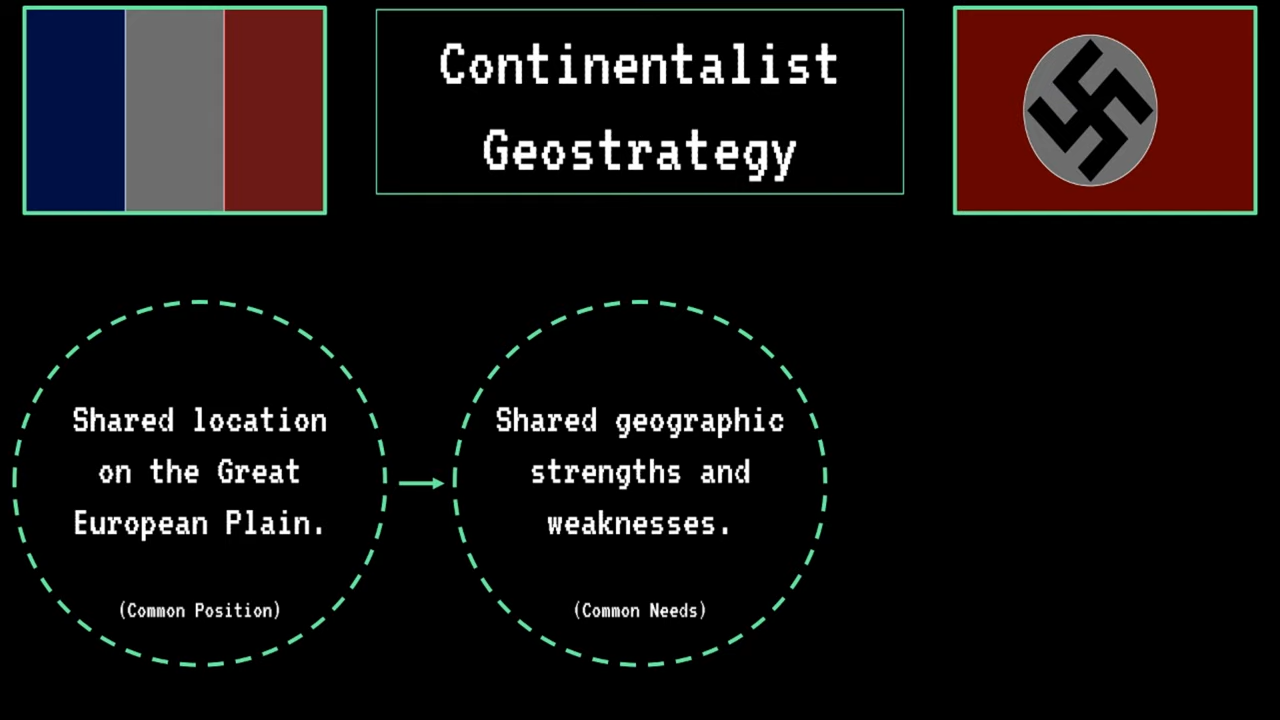 Continentalist
Geostrategy
Shared location
on the Great
European Plain.
(Common Position)
Shared geographic
strengths and
weaknesses.
(Common Needs)